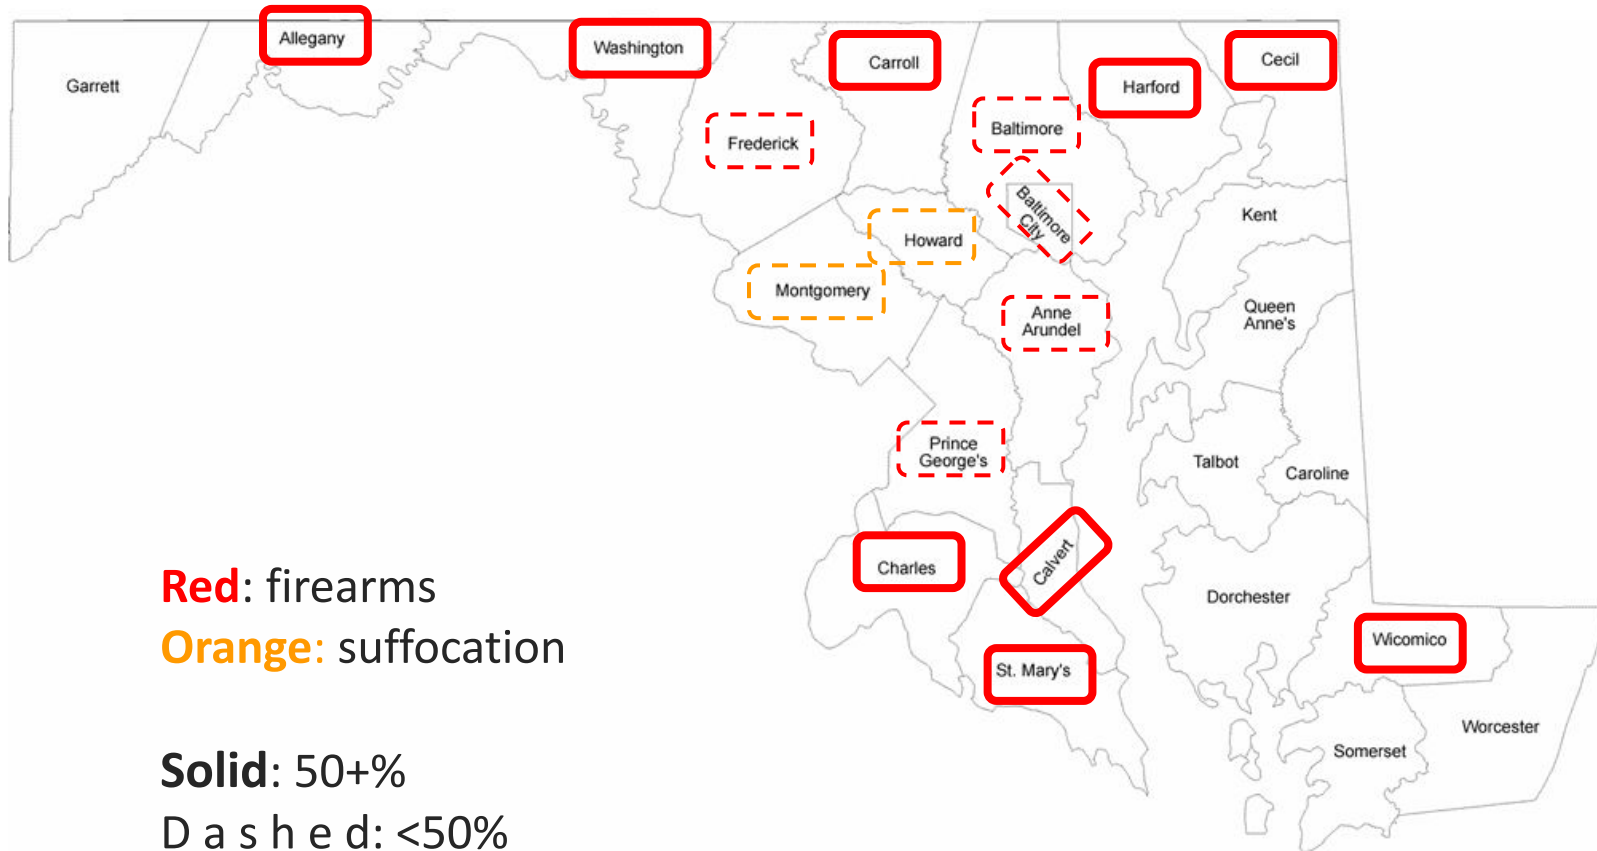 Allegany
Washington
Carroll
Cecil
Garrett
Harford
Baltimore
Frederick
Baltimore
City
Kent
Howard
Montgomery
Queen
Anne's
Anne
Arundel
Prince
George's
Talbot
Caroline
Charles
Calvert
Dorchester
Wicomico
St. Mary's
Worcester
Somerset
Red: firearms
Orange: suffocation
Solid: 50+%
D a s h e d: <50%